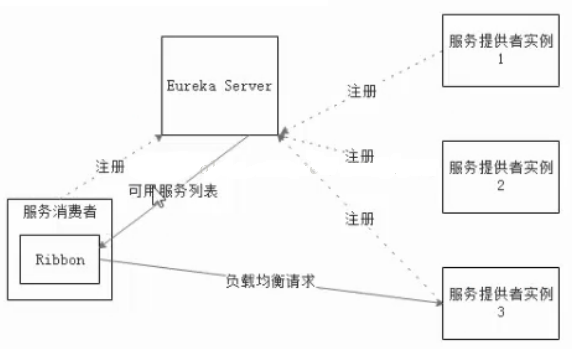 服务提供者实例
1
Eureka Server
注册
注册
服务提供者实例
2
注册
可用服务列表
注册
服务消费者
Ribbon
负载均衡请求
服务提供者实例
3